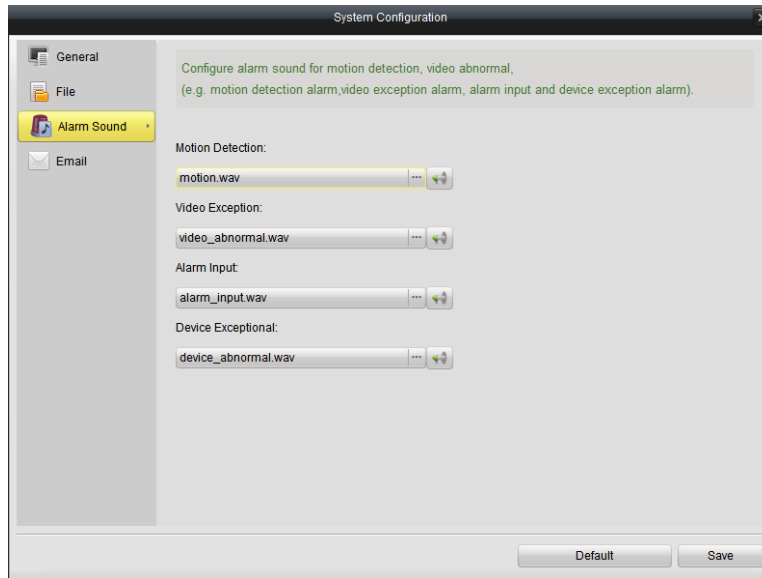 System Configuration
General
File
Alarm Sound
Email
Configure alarm sound for motion detection, video abnormal,
(e.g. motion detection alarm,video exception alarm, alarm input and device exception alarm).
Motion Detection:
motion.wav
Video Exception:
video_abnormal.wav
Alarm Input:
alarm_input.wav
Device Exceptional:
device_abnormal.wav
Default
Save